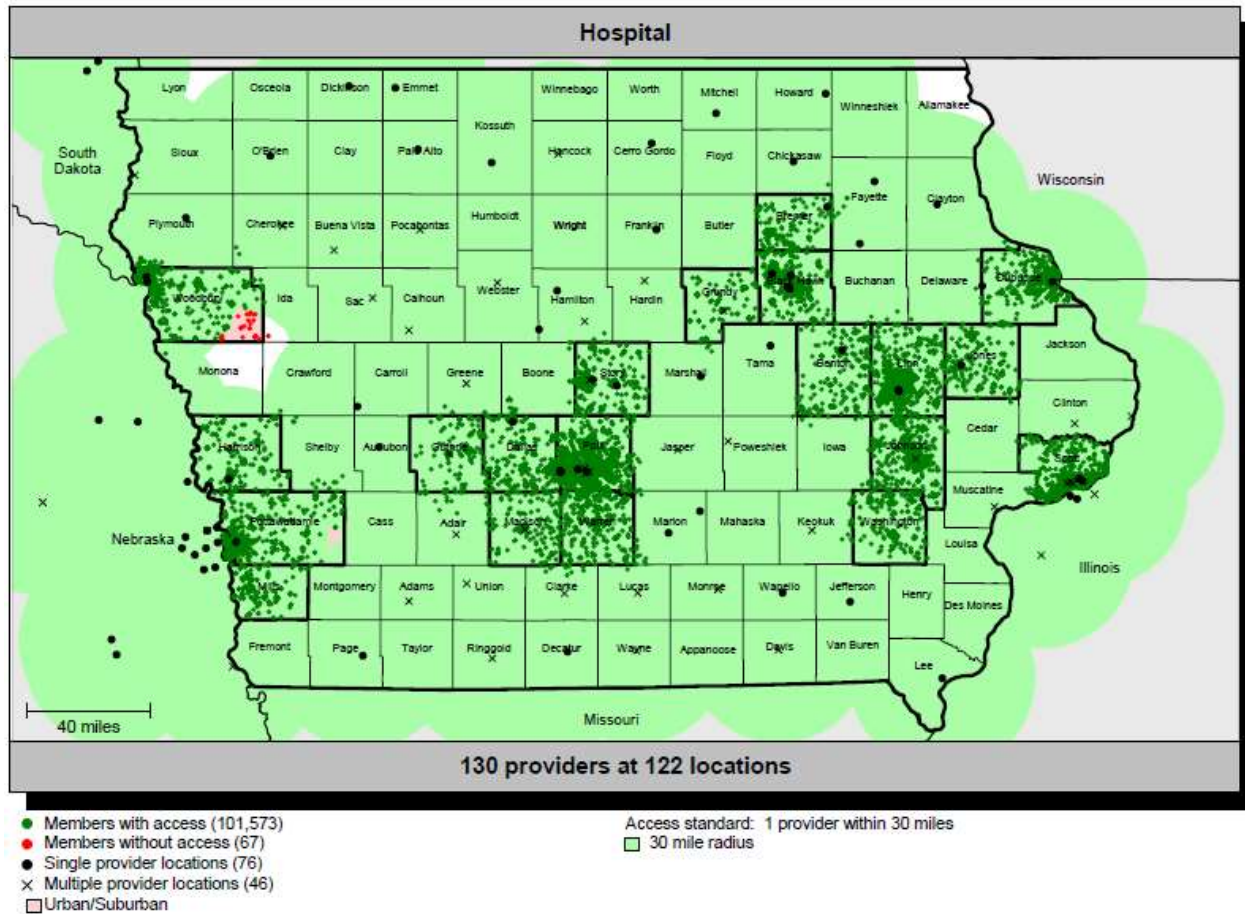 Hospital
Lyon
Osceola
Dickinson
Emmet
Winnebago
Worth
Mitchell
Howard
Winneshiek
Allamakee
Kossuth
South
Dakota
Sioux
O'Brien
Clay
Palo Alto
Hancock
Cerro Gordo
Floyd
Chickasaw
Wisconsin
Fayette
Clayton
Plymouth
Cherokee
Buena Vista
Pocahontas
Humboldt
Wright
Franklin
Butler
Bremer
Woodbury
Ida
Sac
Calhoun
Webster
Hamilton
Hardin
Grundy
Black Hawk
Buchanan
Delaware
Dubuque
Monona
Crawford
Carroll
Greene
Boone
Story
Marshall
Tama
Benton
Linn
Jones
Jackson
Clinton
Harrison
Shelby
Audubon
Guthrie
Dallas
Polk
Jasper
Poweshiek
Iowa
Johnson
Cedar
Scott
Muscatine
Nebraska
Pottawattamie
Cass
Adair
Madison
Warren
Marion
Mahaska
Keokuk
Washington
Louisa
Illinois
Mills
Montgomery
Adams
Union
Clarke
Lucas
Monroe
Wapello
Jefferson
Henry
Des Moines
Fremont
Page
Taylor
Ringgold
Decatur
Wayne
Appanoose
Davis
Van Buren
Lee
40 miles
Missouri
130 providers at 122 locations
Members with access (101,573)
Members without access (67)
Single provider locations (76)
Multiple provider locations (46)
Urban/Suburban
Access standard: 1 provider within 30 miles
30 mile radius